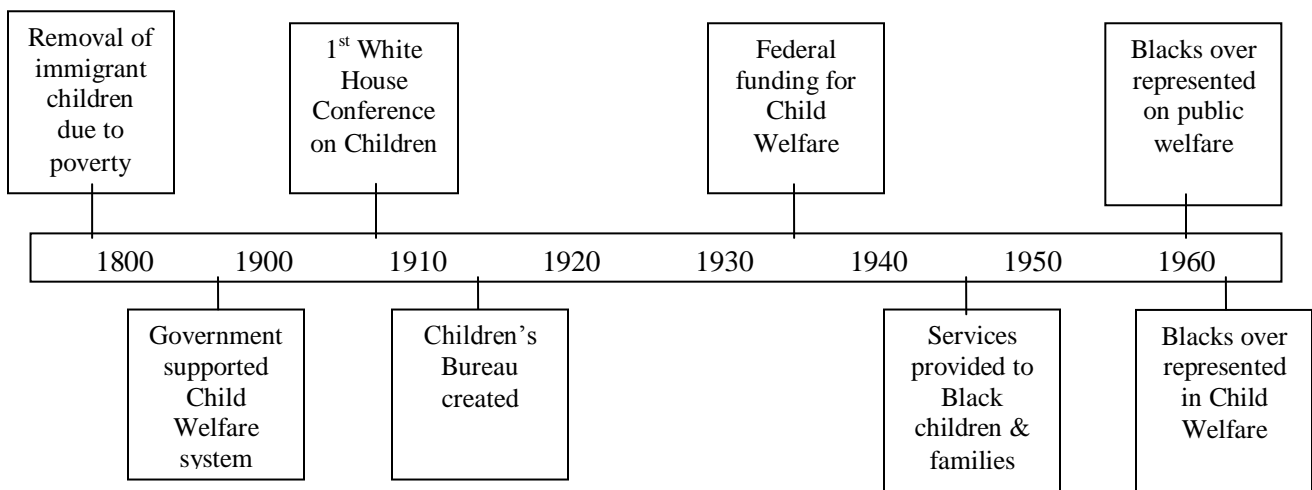 Removal of
immigrant
children
due to
poverty
1st White
House
Conference
on Children
Federal
funding for
Child
Welfare
Blacks over
represented
on public
welfare
1800 1900 1910 1920 1930 1940 1950 1960
Government
supported
Child
Welfare
system
Children’s
Bureau
created
Services
provided to
Black
children &
families
Blacks over
represented
in Child
Welfare